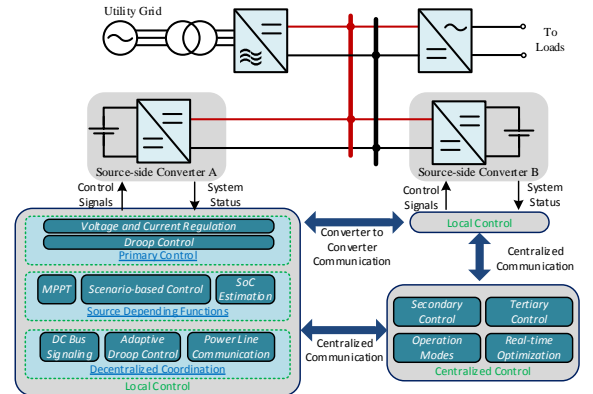 Utility Grid
To
Loads
Source-side Converter A
Source-side Converter B
Control
Signals
System
Status
Control
Signals
System
Status
Voltage and Current Regulation
Droop Control
Primary Control
MPPT
Scenario-based Control
SoC
Estimation
Source Depending Functions
DC Bus
Signaling
Adaptive
Droop Control
Power Line
Communication
Decentralized Coordination
Local Control
Converter to
Converter
Communication
Local Control
Centralized
Communication
Centralized
Communication
Secondary
Control
Tertiary
Control
Operation
Modes
Real-time
Optimization
Centralized Control